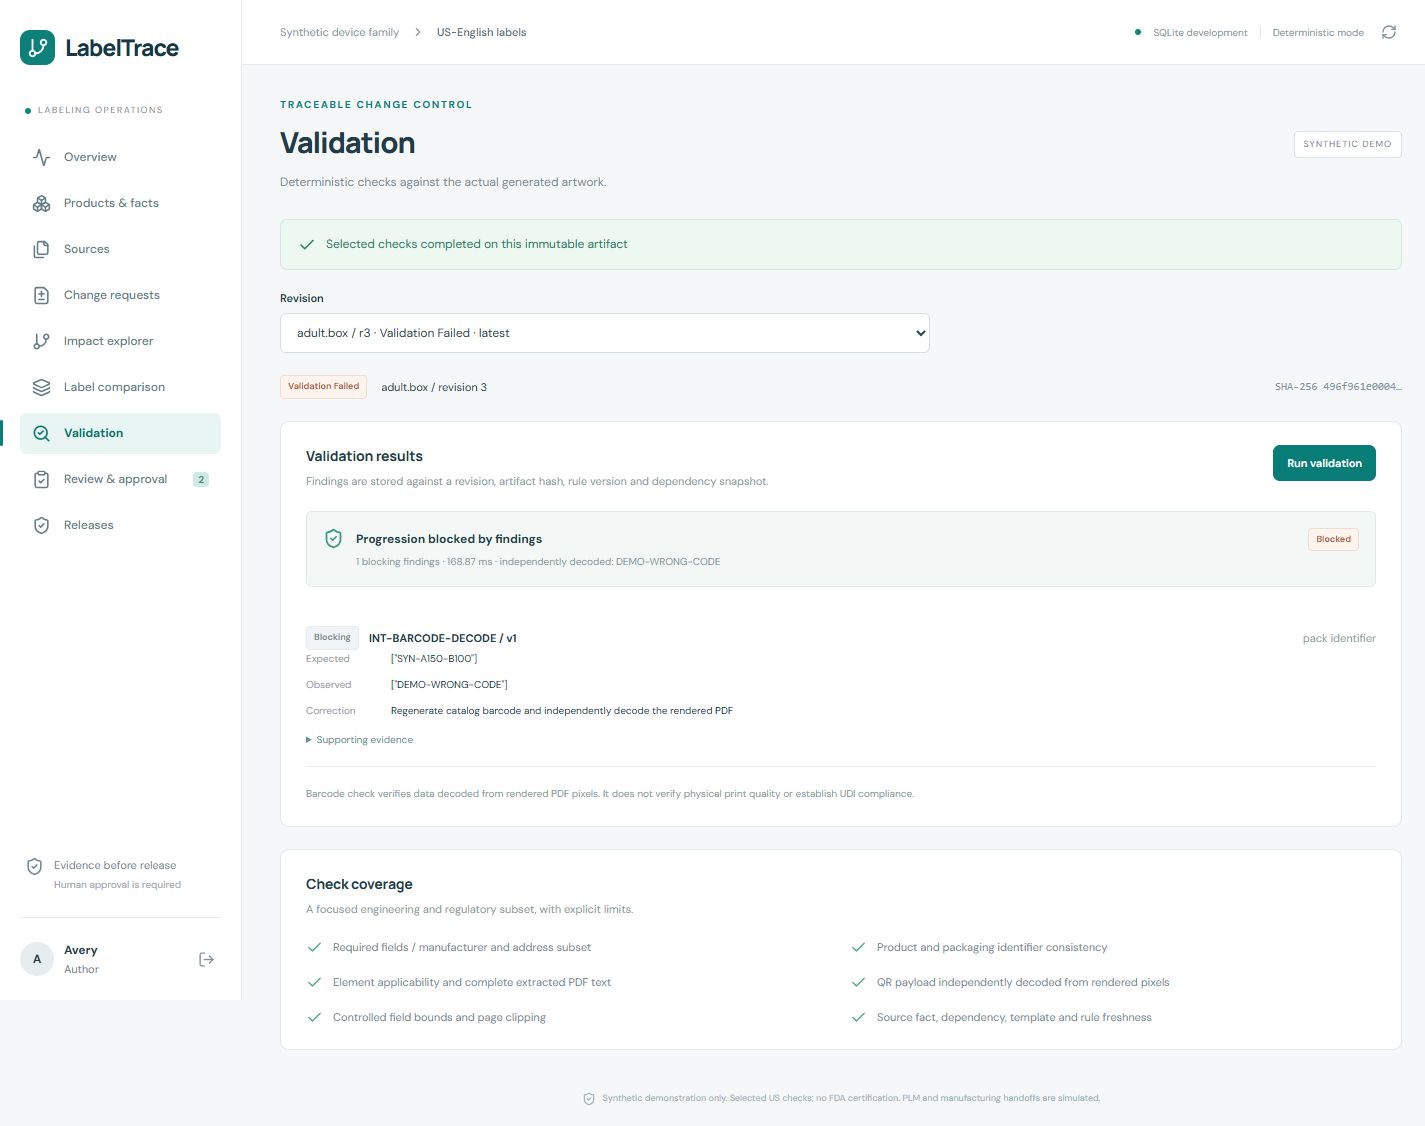 LabelTrace
LABELING OPERATIONS
Overview
Products & facts
Sources
Change requests
Impact explorer
Label comparison
Validation
Review & approval 2
Releases
Evidence before release
Human approval is required
A
Avery
Author
Synthetic device family > US-English labels
SQLite development
Deterministic mode
TRACEABLE CHANGE CONTROL
Validation
SYNTHETIC DEMO
Deterministic checks against the actual generated artwork.
Selected checks completed on this immutable artifact
Revision
adult.box / r3 · Validation Failed · latest
Validation Failed adult.box / revision 3 SHA-256 496f961e0004…
Validation results
Run validation
Findings are stored against a revision, artifact hash, rule version and dependency snapshot.
Progression blocked by findings
Blocked
1 blocking findings · 168.87 ms · independently decoded: DEMO-WRONG-CODE
Blocking INT-BARCODE-DECODE / v1 pack identifier
Expected ["SYN-A150-B100"]
Observed ["DEMO-WRONG-CODE"]
Correction Regenerate catalog barcode and independently decode the rendered PDF
Supporting evidence
Barcode check verifies data decoded from rendered PDF pixels. It does not verify physical print quality or establish UDI compliance.
Check coverage
A focused engineering and regulatory subset, with explicit limits.
Required fields / manufacturer and address subset
Product and packaging identifier consistency
Element applicability and complete extracted PDF text
QR payload independently decoded from rendered pixels
Controlled field bounds and page clipping
Source fact, dependency, template and rule freshness
Synthetic demonstration only. Selected US checks; no FDA certification. PLM and manufacturing handoffs are simulated.